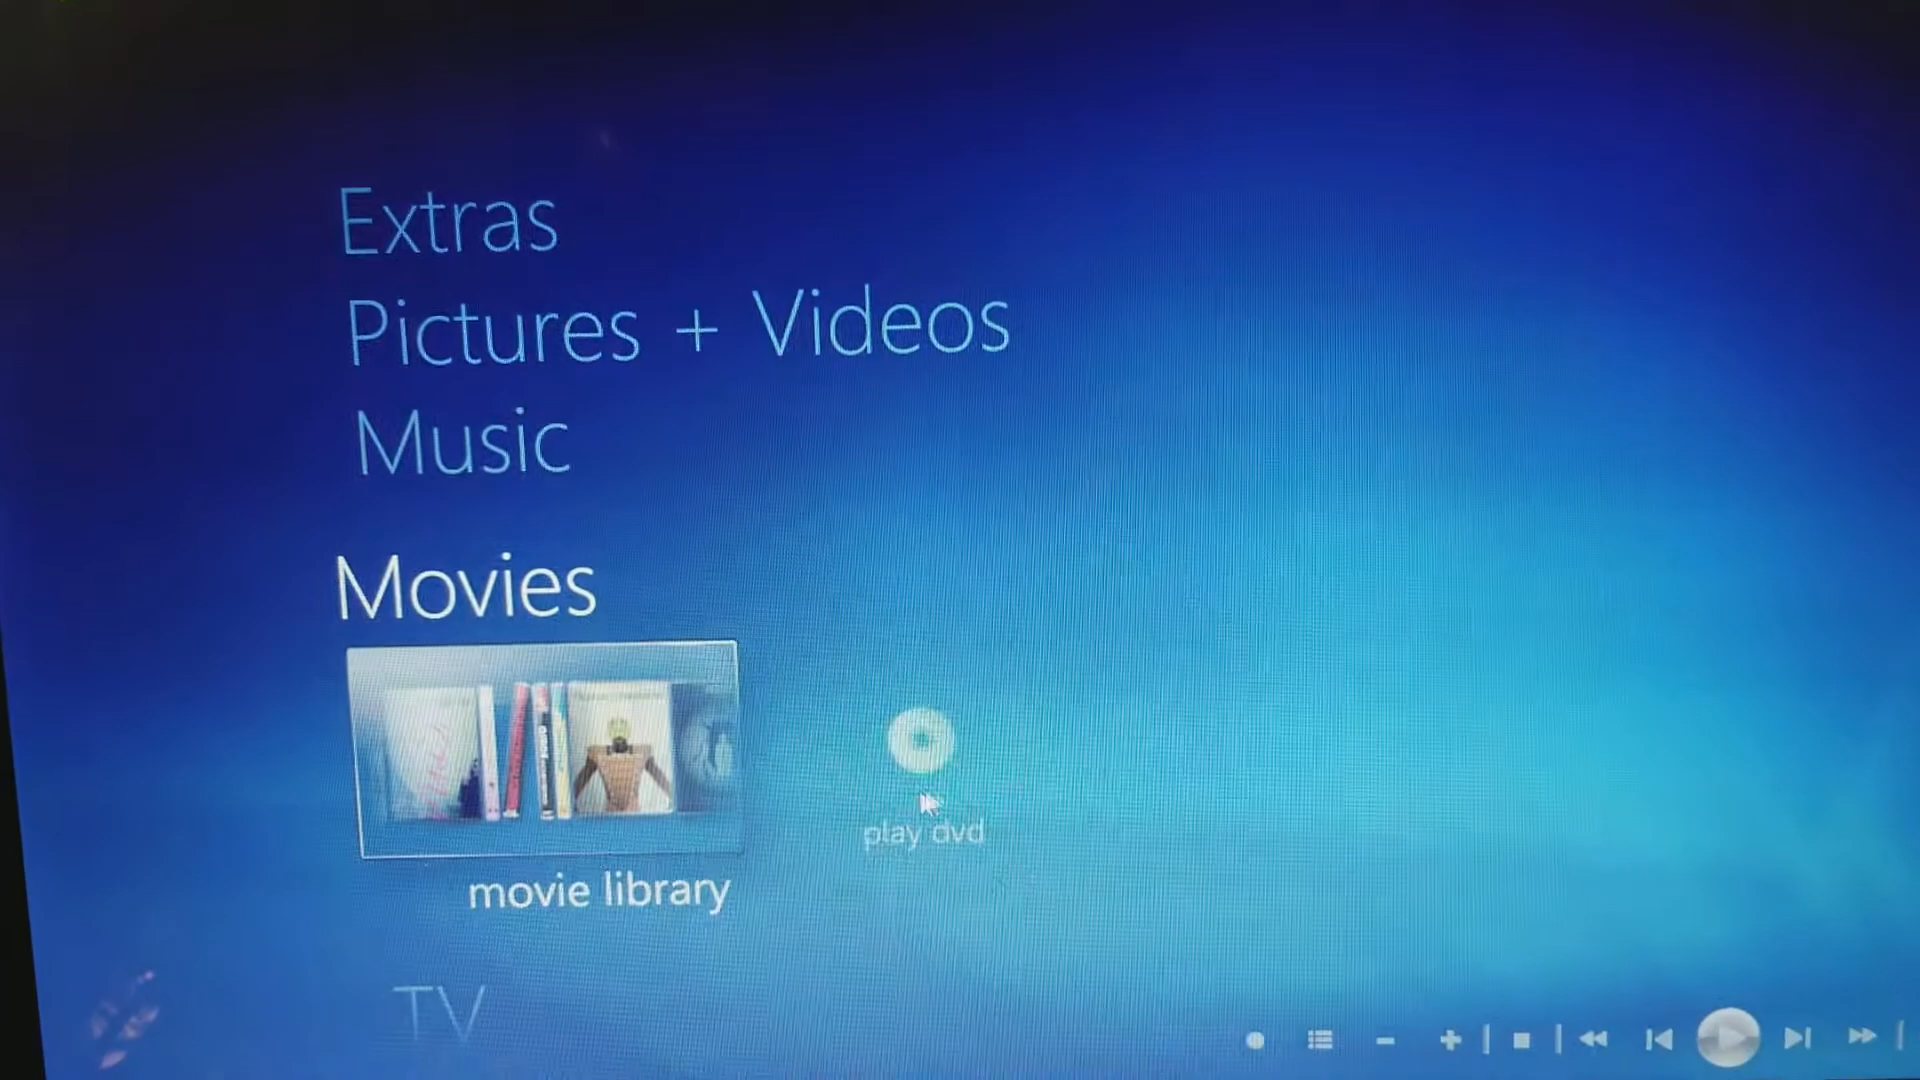 Extras
Pictures + Videos
Music
Movies
movie library
play dvd
TV